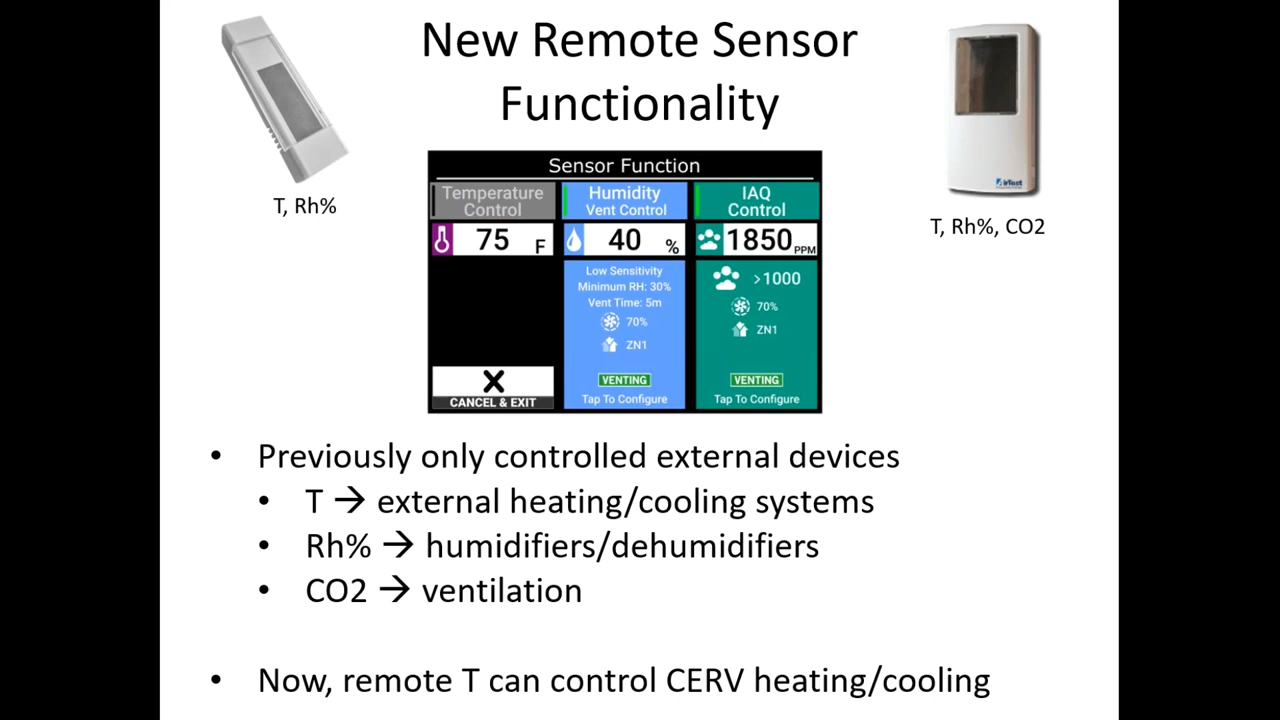 New Remote Sensor
Functionality
T, Rh%
AirTest
T, Rh%, CO2
Sensor Function
Temperature
Control
75 F
Humidity
Vent Control
40 %
Low Sensitivity
Minimum RH: 30%
Vent Time: 5m
70%
ZN1
VENTING
Tap To Configure
IAQ
Control
1850 PPM
>1000
70%
ZN1
VENTING
Tap To Configure
X
CANCEL & EXIT
• Previously only controlled external devices
• T → external heating/cooling systems
• Rh% → humidifiers/dehumidifiers
• CO2 → ventilation
• Now, remote T can control CERV heating/cooling